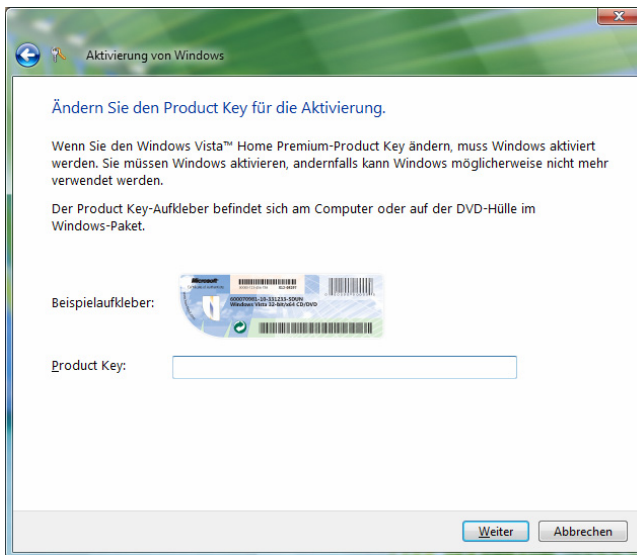 Aktivierung von Windows
Ändern Sie den Product Key für die Aktivierung.
Wenn Sie den Windows Vista™ Home Premium-Product Key ändern, muss Windows aktiviert
werden. Sie müssen Windows aktivieren, andernfalls kann Windows möglicherweise nicht mehr
verwendet werden.
Der Product Key-Aufkleber befindet sich am Computer oder auf der DVD-Hülle im
Windows-Paket.
Beispielaufkleber:
Microsoft
Windows Vista 32-bit/x64 CD/DVD
Product Key:
Weiter
Abbrechen